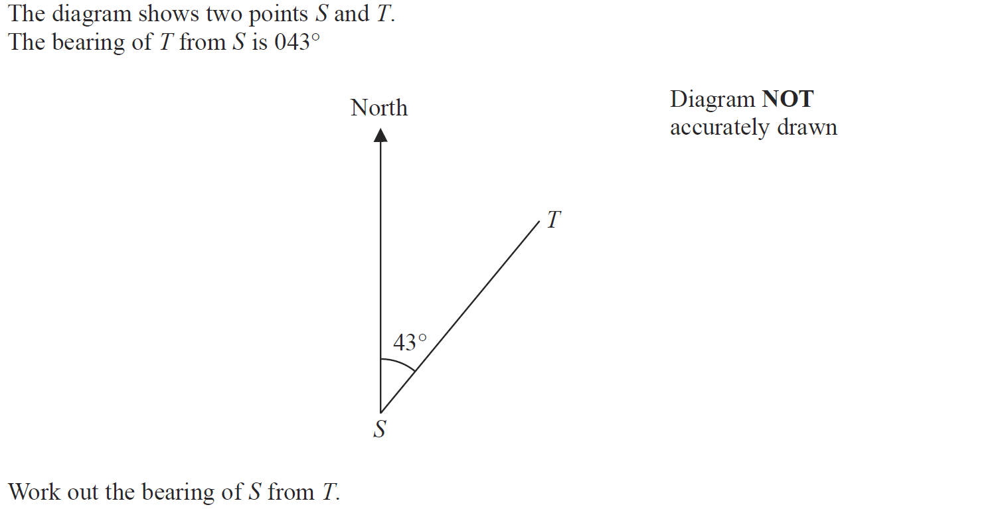 The diagram shows two points S and T.
The bearing of T from S is 043°
North
Diagram NOT
accurately drawn
T
43°
S
Work out the bearing of S from T.